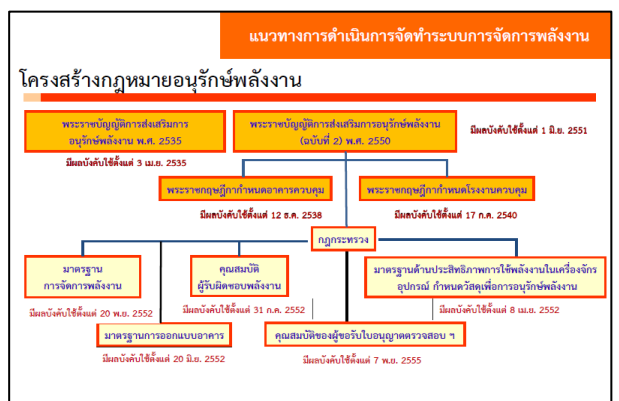 แนวทางการดำเนินการจัดทำระบบการจัดการพลังงาน
โครงสร้างกฎหมายอนุรักษ์พลังงาน
พระราชบัญญัติการส่งเสริมการ
อนุรักษ์พลังงาน พ.ศ. 2535
พระราชบัญญัติการส่งเสริมการอนุรักษ์พลังงาน
(ฉบับที่ 2) พ.ศ. 2550
มีผลบังคับใช้ตั้งแต่ 1 มิ.ย. 2551
มีผลบังคับใช้ตั้งแต่ 3 เม.ย. 2535
พระราชกฤษฎีกากำหนดอาคารควบคุม
พระราชกฤษฎีกากำหนดโรงงานควบคุม
มีผลบังคับใช้ตั้งแต่ 12 ธ.ค. 2538
มีผลบังคับใช้ตั้งแต่ 17 ก.ค. 2540
กฎกระทรวง
มาตรฐาน
การจัดการพลังงาน
คุณสมบัติ
ผู้รับผิดชอบพลังงาน
มาตรฐานด้านประสิทธิภาพการใช้พลังงานในเครื่องจักร
อุปกรณ์ กำหนดวัสดุเพื่อการอนุรักษ์พลังงาน
มีผลบังคับใช้ตั้งแต่ 20 พ.ย. 2552
มีผลบังคับใช้ตั้งแต่ 31 ก.ค. 2552
มีผลบังคับใช้ตั้งแต่ 8 เม.ย. 2552
มาตรฐานการออกแบบอาคาร
คุณสมบัติของผู้ขอรับใบอนุญาตตรวจสอบ ฯ
มีผลบังคับใช้ตั้งแต่ 20 มิ.ย. 2552
มีผลบังคับใช้ตั้งแต่ 7 พ.ย. 2555